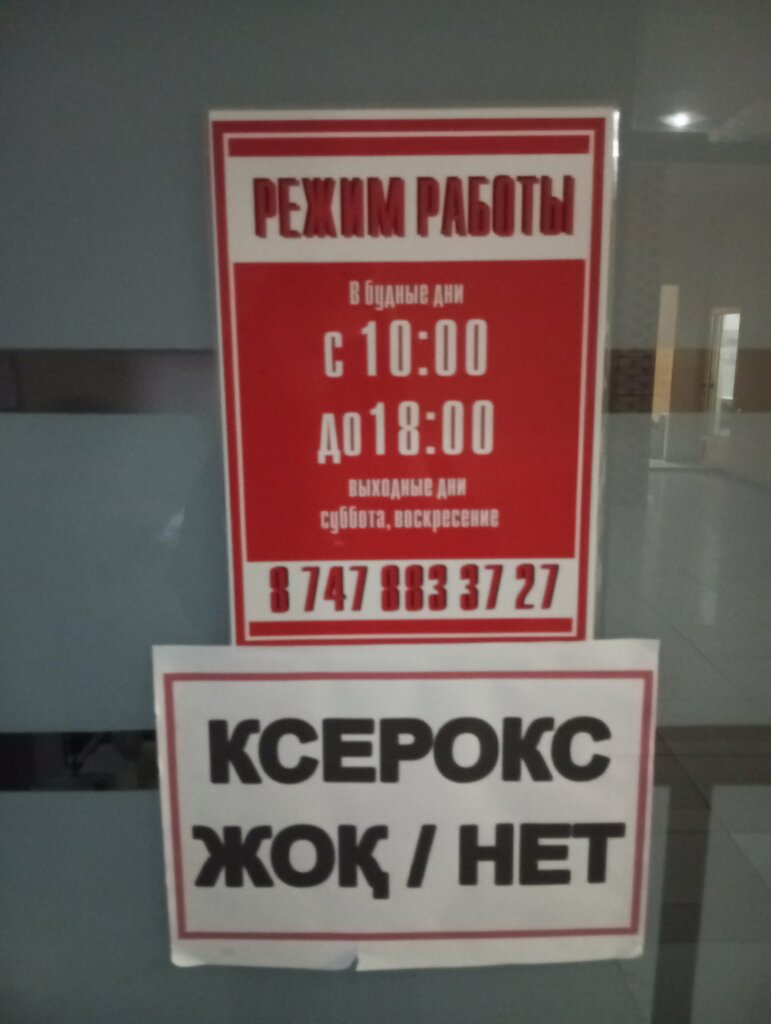 РЕЖИМ РАБОТЫ
В будные дни
с 10:00
до 18:00
выходные дни
суббота, воскресение
8 747 883 37 27
КСЕРОКС
ЖОҚ / НЕТ